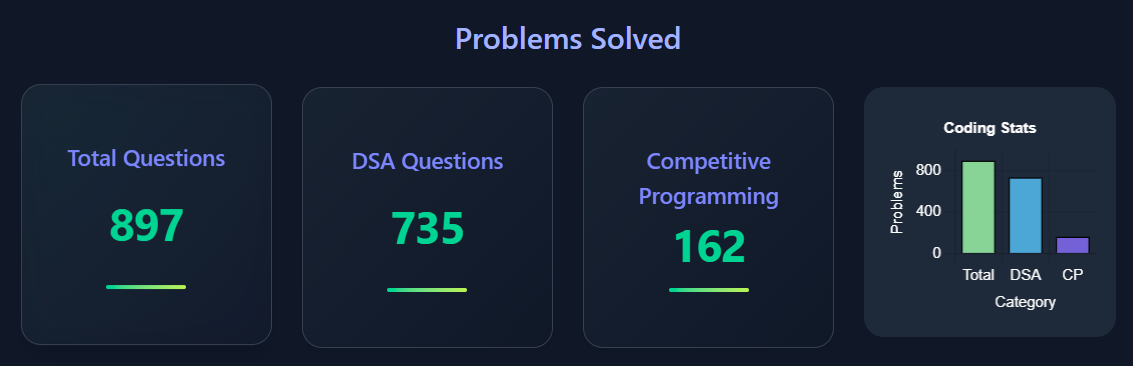 Problems Solved
Total Questions
897
DSA Questions
735
Competitive
Programming
162
Coding Stats
Problems
800
400
0
Total DSA CP
Category